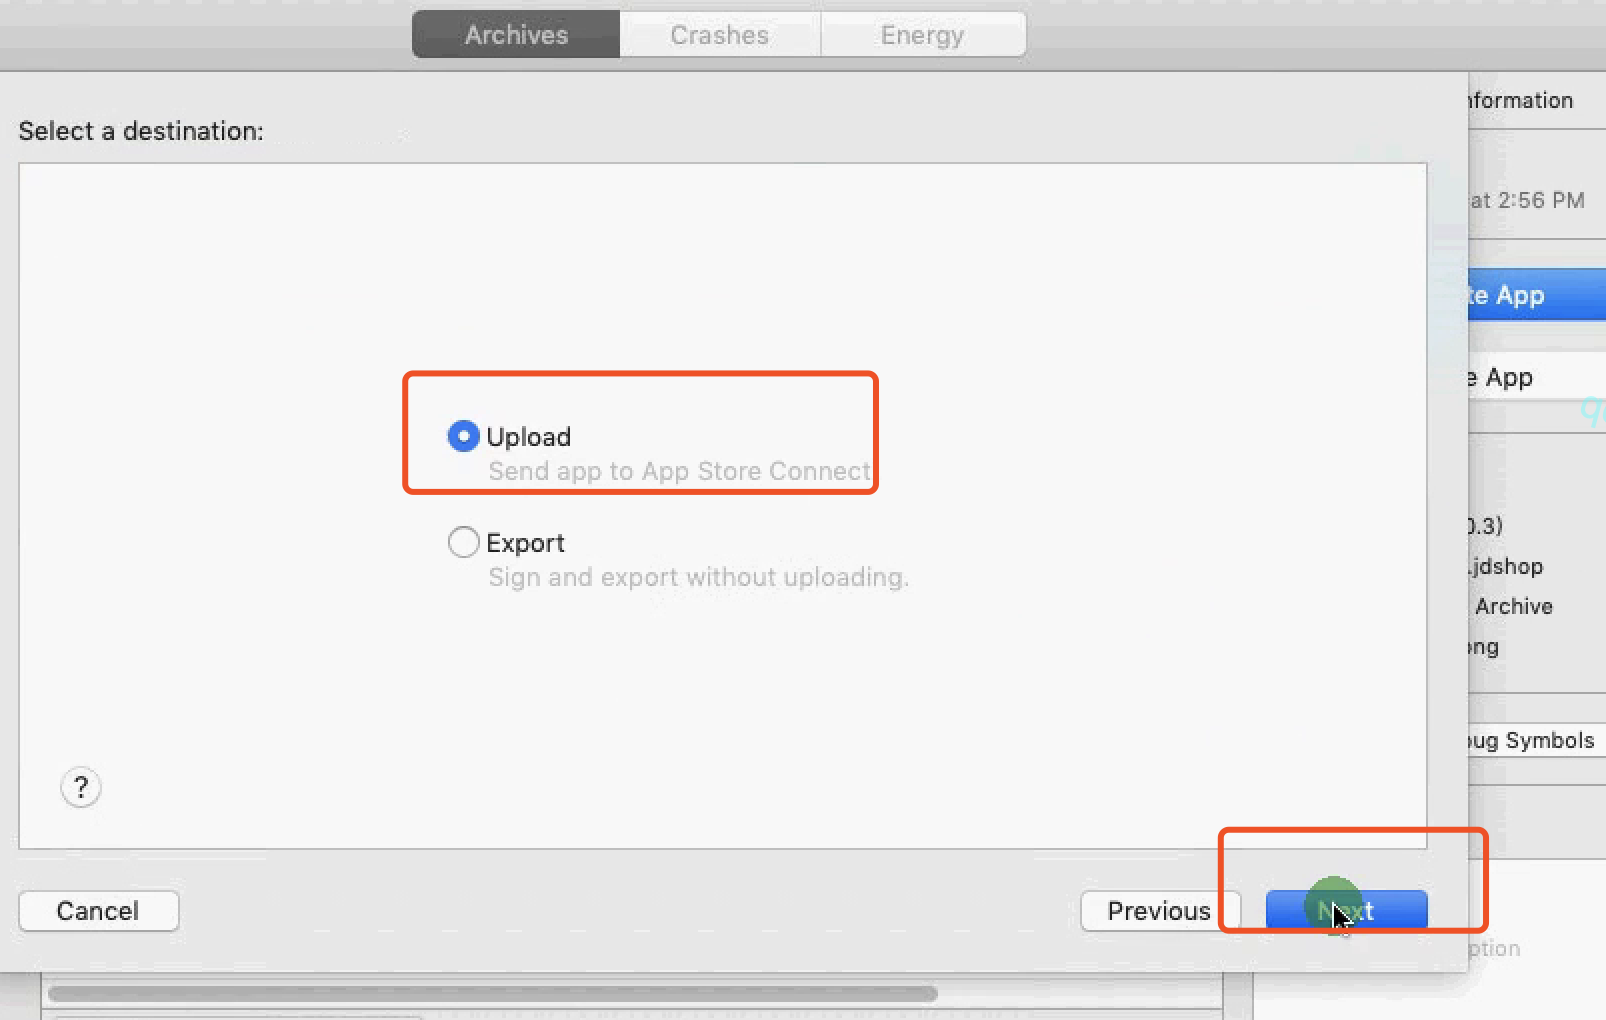 Archives Crashes Energy
nformation
Select a destination:
at 2:56 PM
te App
e App
Upload
Send app to App Store Connect
Export
Sign and export without uploading.
0.3)
.jdshop
Archive
ong
bug Symbols
?
Cancel Previous Next
ption